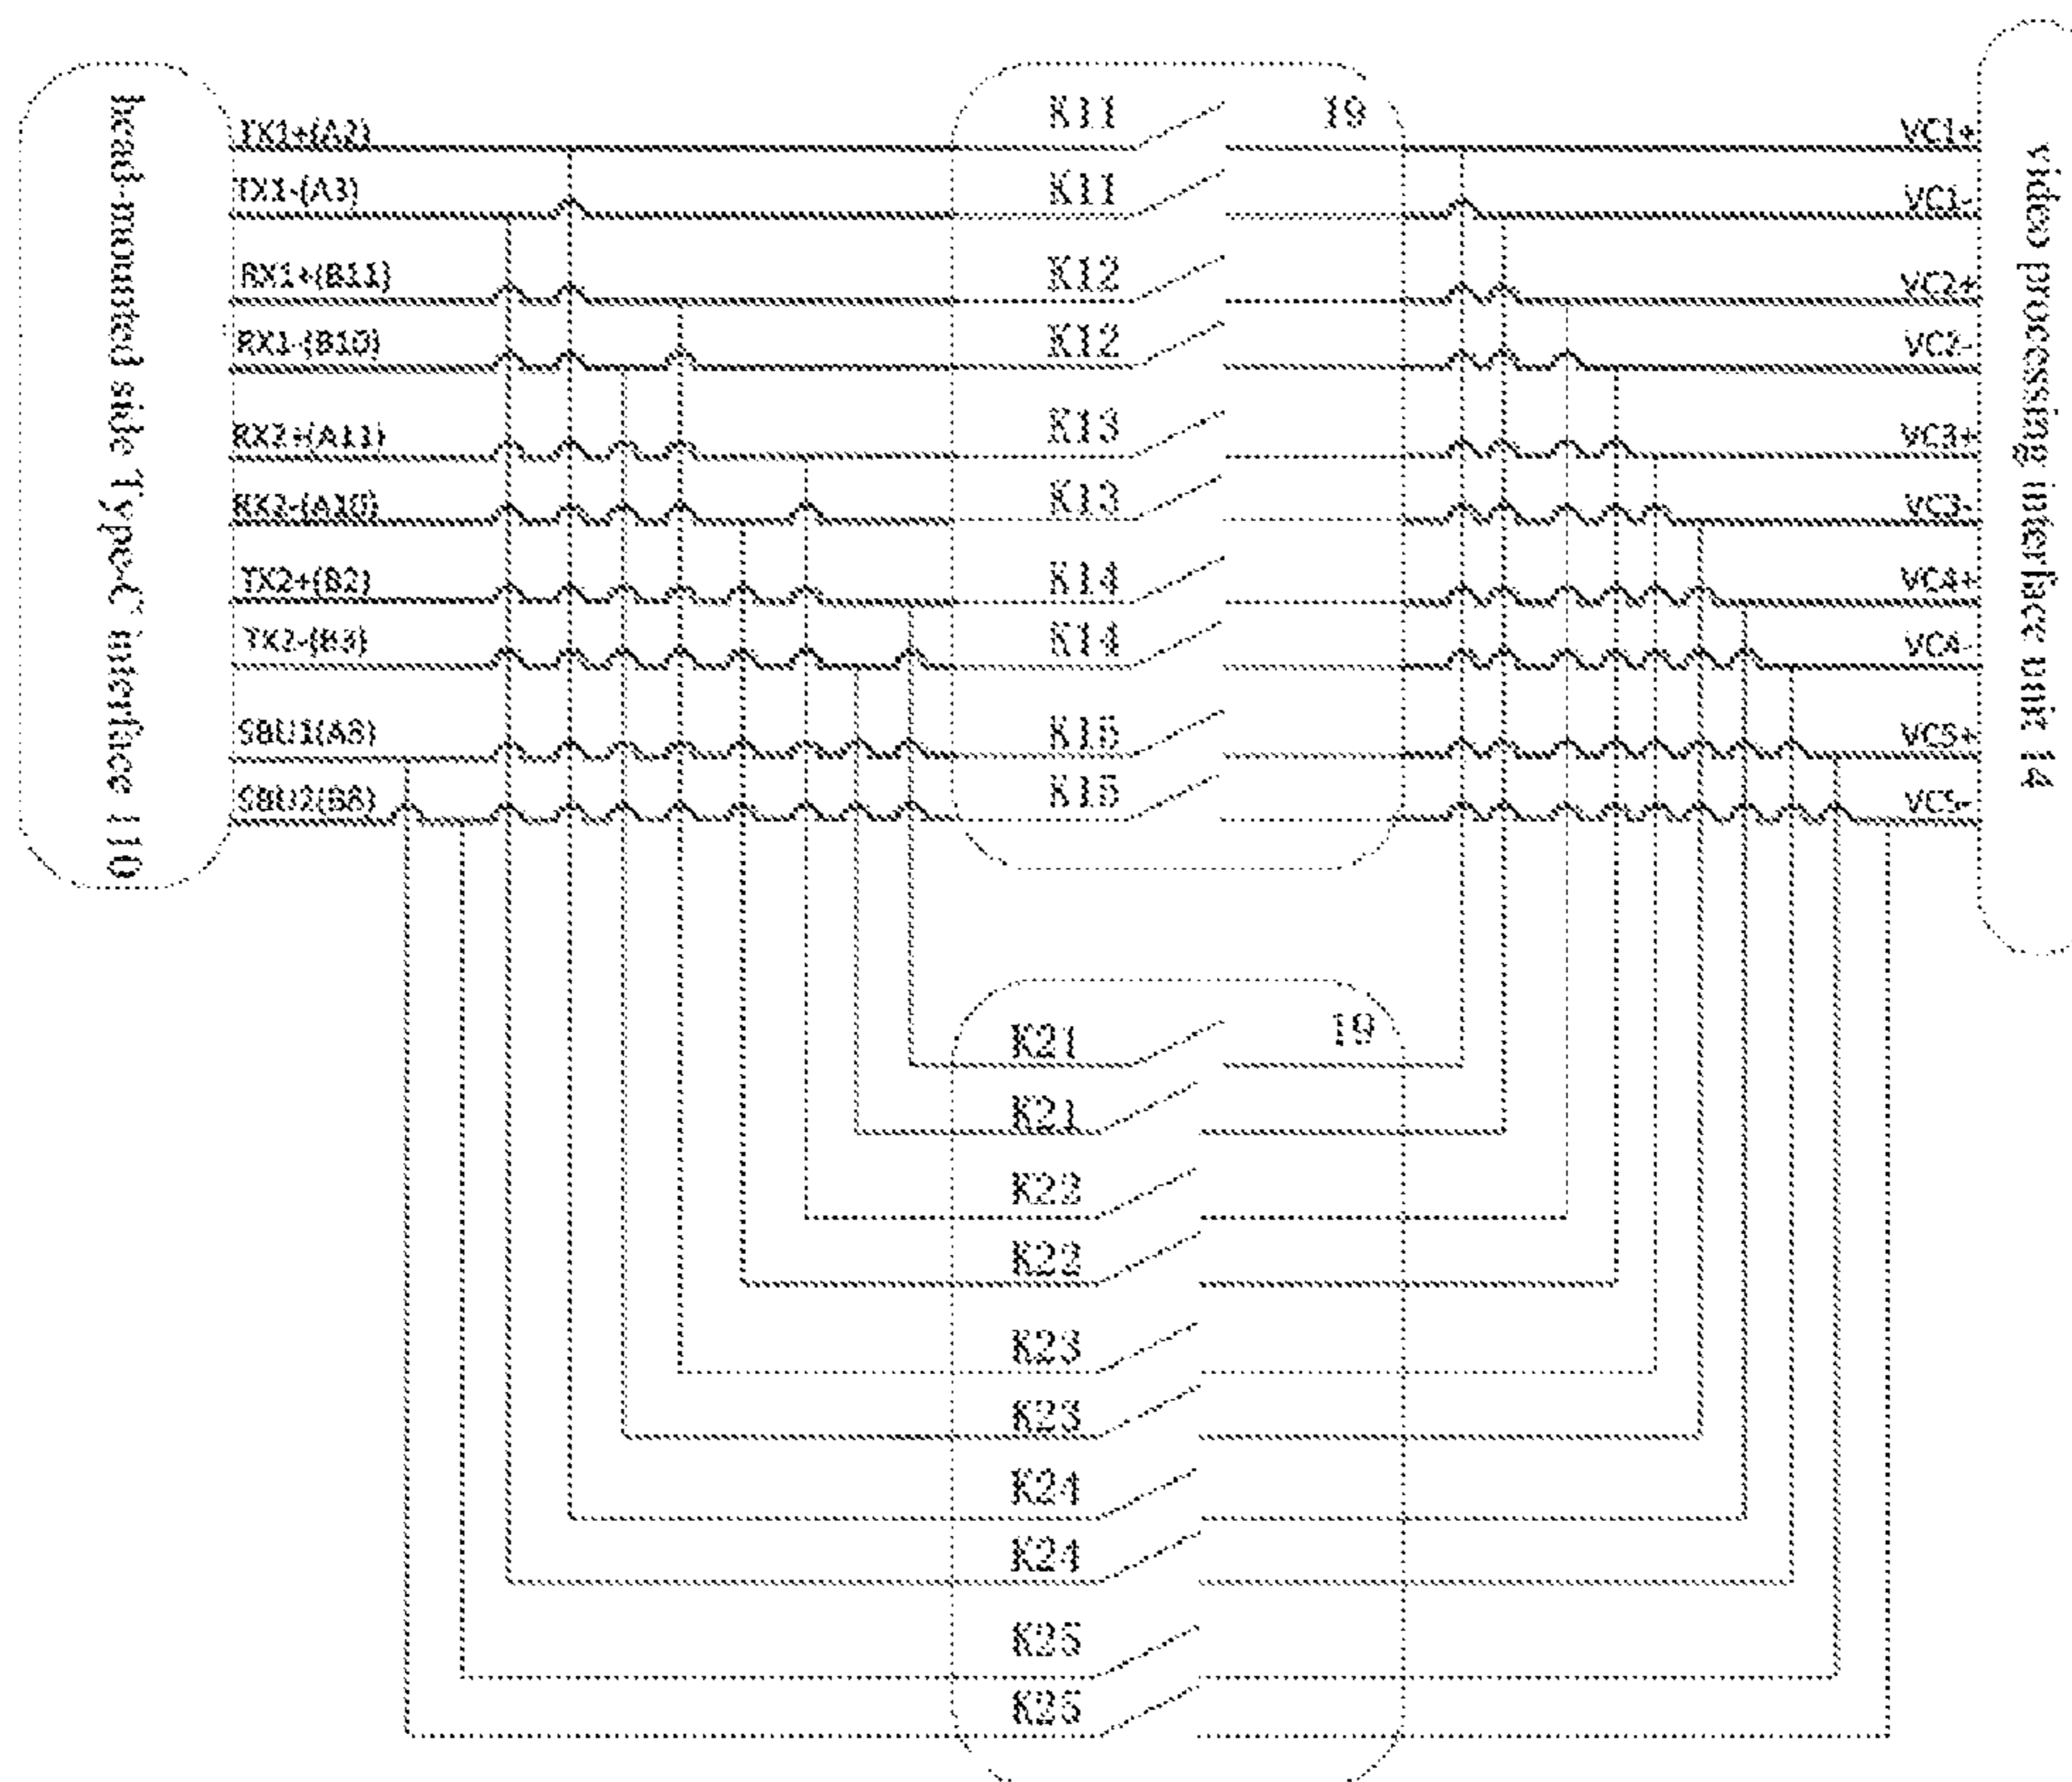 head-mounted side Type-C interface 110
TX1+(A2)
TX1-(A3)
RX1+(B11)
RX1-(B10)
RX2+(A11)
RX2-(A10)
TX2+(B2)
TX2-(B3)
SBU1(A8)
SBU2(B8)
K11
19
K11
K12
K12
K13
K13
K14
K14
K15
K15
VC1+
VC1-
VC2+
VC2-
VC3+
VC3-
VC4+
VC4-
VC5+
VC5-
video processing interface unit 14
K21
19
K21
K22
K22
K23
K23
K24
K24
K25
K25